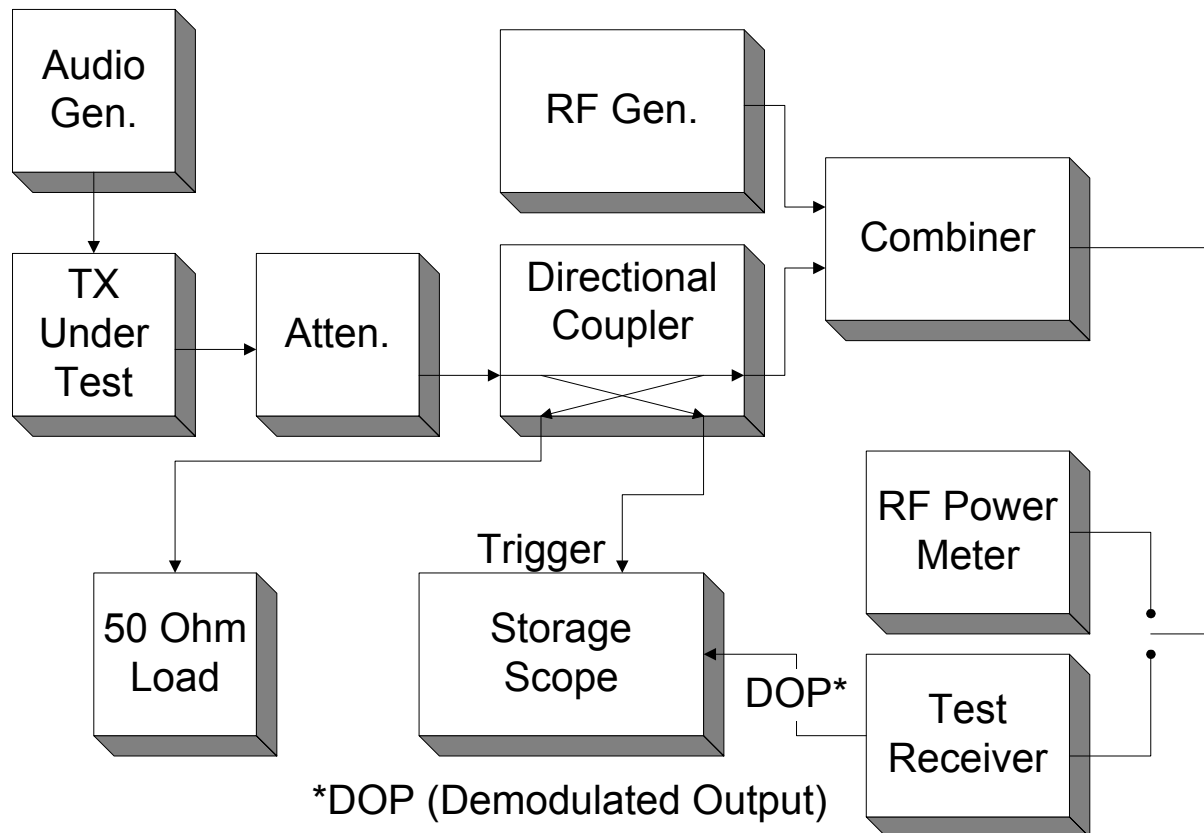 Audio
Gen.
RF Gen.
Combiner
TX
Under
Test
Atten.
Directional
Coupler
RF Power
Meter
Trigger
50 Ohm
Load
Storage
Scope
DOP*
Test
Receiver
*DOP (Demodulated Output)